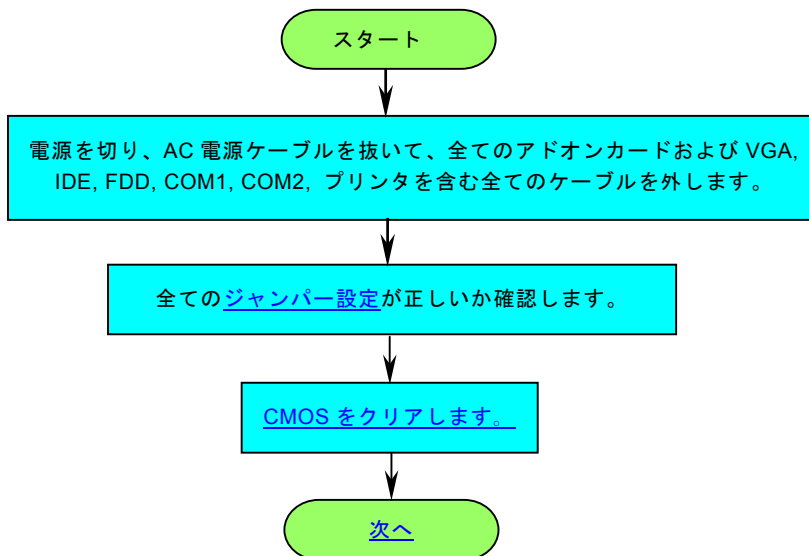 スタート
電源を切り、AC 電源ケーブルを抜いて、全てのアドオンカードおよび VGA,
IDE, FDD, COM1, COM2, プリンタを含む全てのケーブルを外します。
全てのジャンパー設定が正しいか確認します。
CMOS をクリアします。
次へ